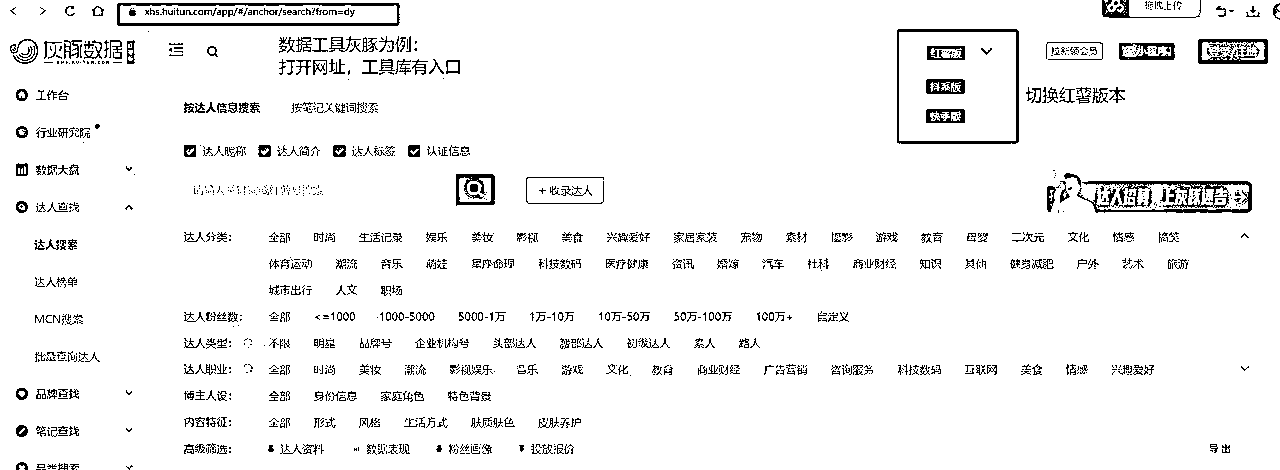 xhs.huitun.com/app/#/anchor/search?from=dy
拖拽上传
灰豚数据
数据工具灰豚为例：
打开网址，工具库有入口
红薯版
抖系版
快手版
切换红薯版本
工作台
行业研究院
数据大盘
达人查找
达人搜索
达人榜单
MCN搜索
批量查询达人
品牌查找
笔记查找
品类搜索
按达人信息搜索 按笔记关键词搜索
达人昵称 达人简介 达人标签 认证信息
+ 收录达人
达人招募 上灰豚通告
达人分类： 全部 时尚 生活记录 娱乐 美妆 影视 美食 兴趣爱好 家居家装 宠物 素材 摄影 游戏 教育 母婴 二次元 文化 情感 搞笑
体育运动 潮流 音乐 萌娃 星座命理 科技数码 医疗健康 资讯 婚嫁 汽车 社科 商业财经 知识 其他 健身减肥 户外 艺术 旅游
城市出行 人文 职场
达人粉丝数： 全部 <=1000 1000-5000 5000-1万 1万-10万 10万-50万 50万-100万 100万+ 自定义
达人类型： 不限 明星 品牌号 企业机构号 头部达人 腰部达人 初级达人 素人 路人
达人职业： 全部 时尚 美妆 潮流 影视娱乐 音乐 游戏 文化 教育 商业财经 广告营销 咨询服务 科技数码 互联网 美食 情感 兴趣爱好
博主人设： 全部 身份信息 家庭角色 特色背景
内容特征： 全部 形式 风格 生活方式 肤质肤色 皮肤养护
高级筛选： 达人资料 数据表现 粉丝画像 投放报价
导出